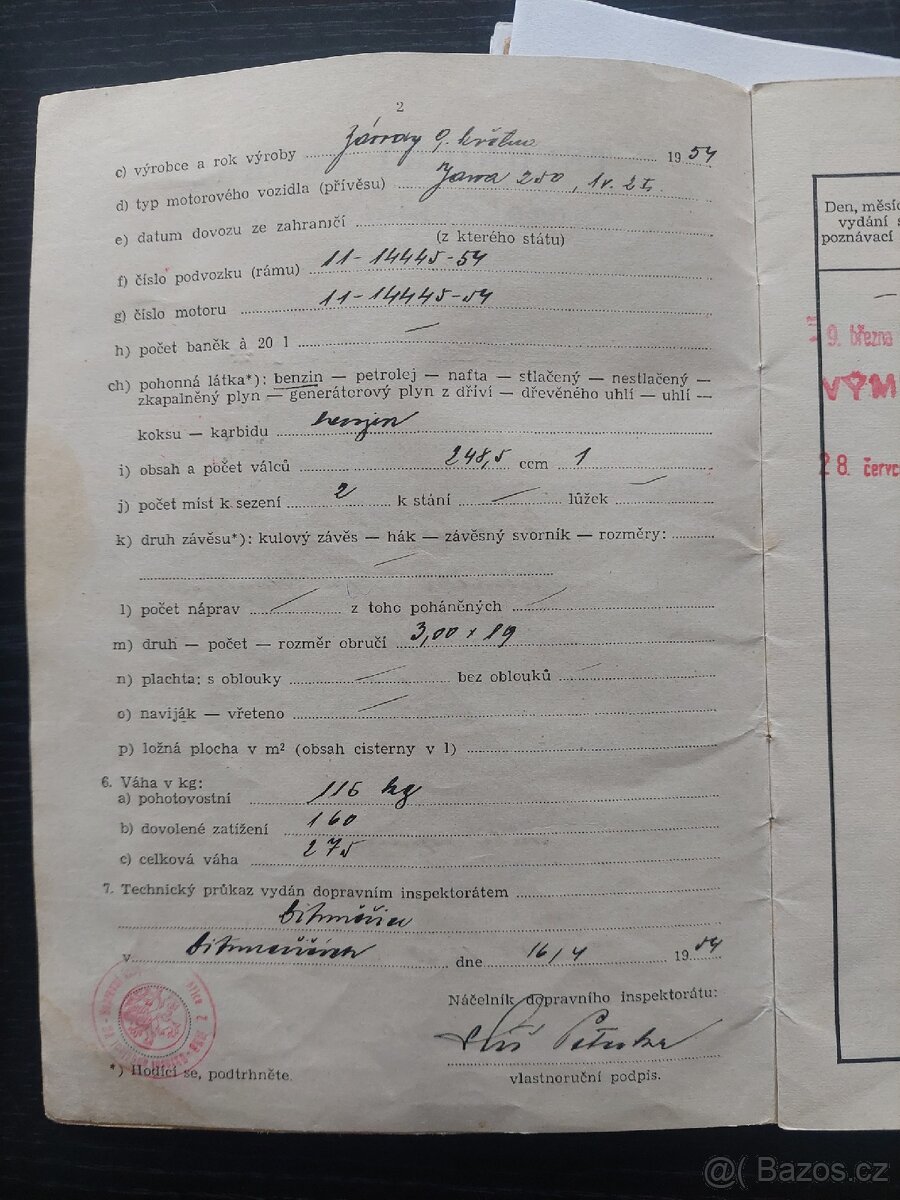 2
c) výrobce a rok výroby Závody 9. května 1954
d) typ motorového vozidla (přívěsu) Jawa 250, 1v. 2t.
e) datum dovozu ze zahraničí
(z kterého státu)
f) číslo podvozku (rámu) 11-14445-54
g) číslo motoru 11-14445-54
h) počet baněk à 20 l —
ch) pohonná látka*): benzin — petrolej — nafta — stlačený — nestlačený —
zkapalněný plyn — generátorový plyn z dříví — dřevěného uhlí — uhlí —
koksu — karbidu benzin
i) obsah a počet válců 248,5 ccm 1
j) počet míst k sezení 2 k stání — lůžek —
k) druh závěsu*): kulový závěs — hák — závěsný svorník — rozměry:
—
l) počet náprav — z toho poháněných —
m) druh — počet — rozměr obručí 3,00 x 19
n) plachta: s oblouky — bez oblouků —
o) naviják — vřeteno —
p) ložná plocha v m² (obsah cisterny v l)
6. Váha v kg:
a) pohotovostní 115 kg
b) dovolené zatížení 160
c) celková váha 275
7. Technický průkaz vydán dopravním inspektorátem
Litoměřice
v Litoměřicích dne 16/4 1954
Náčelník dopravního inspektorátu:
vlastnoruční podpis.
*) Hodící se, podtrhněte.
Den, měsíc
vydání s
poznávací
9. března
VÝM
28. červe
@( Bazos.cz